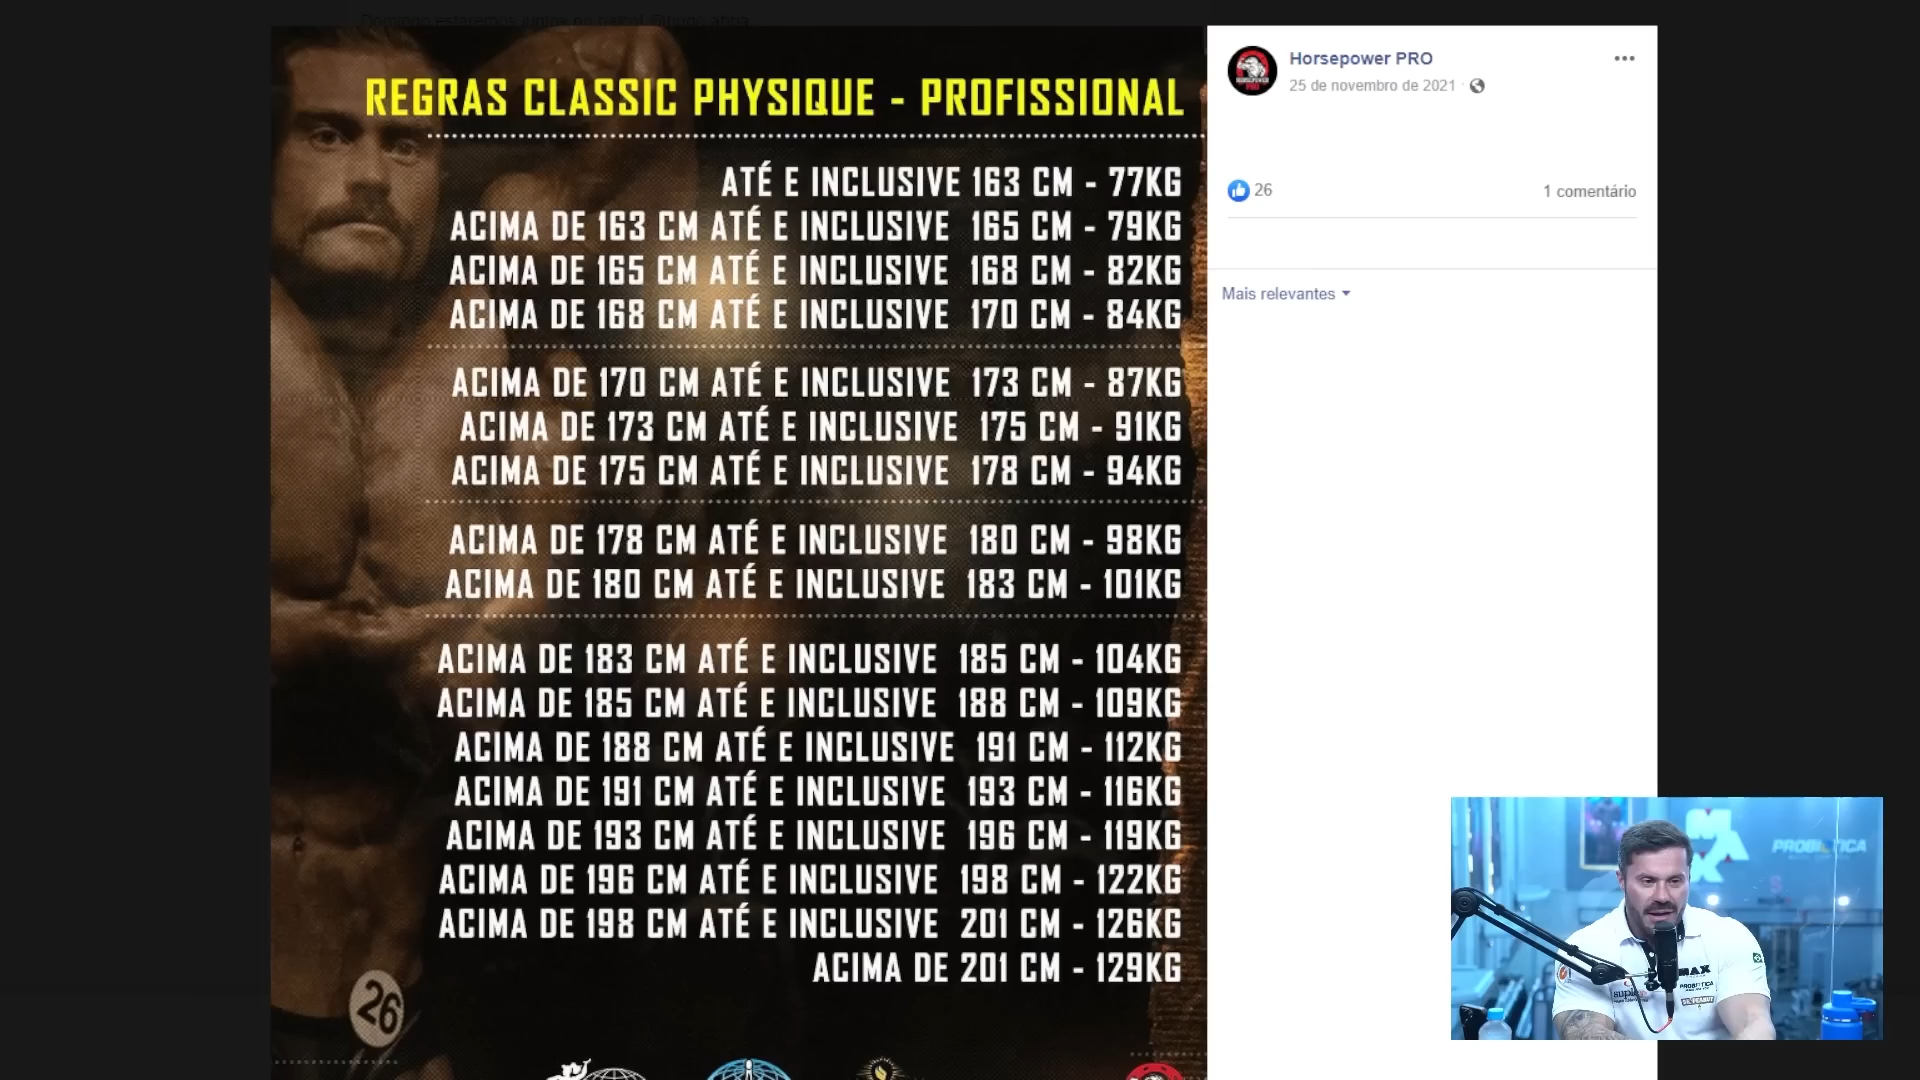 Domingo estaremos juntos no palco! @hugo.abba
REGRAS CLASSIC PHYSIQUE - PROFISSIONAL
ATÉ E INCLUSIVE 163 CM - 77KG
ACIMA DE 163 CM ATÉ E INCLUSIVE 165 CM - 79KG
ACIMA DE 165 CM ATÉ E INCLUSIVE 168 CM - 82KG
ACIMA DE 168 CM ATÉ E INCLUSIVE 170 CM - 84KG
ACIMA DE 170 CM ATÉ E INCLUSIVE 173 CM - 87KG
ACIMA DE 173 CM ATÉ E INCLUSIVE 175 CM - 91KG
ACIMA DE 175 CM ATÉ E INCLUSIVE 178 CM - 94KG
ACIMA DE 178 CM ATÉ E INCLUSIVE 180 CM - 98KG
ACIMA DE 180 CM ATÉ E INCLUSIVE 183 CM - 101KG
ACIMA DE 183 CM ATÉ E INCLUSIVE 185 CM - 104KG
ACIMA DE 185 CM ATÉ E INCLUSIVE 188 CM - 109KG
ACIMA DE 188 CM ATÉ E INCLUSIVE 191 CM - 112KG
ACIMA DE 191 CM ATÉ E INCLUSIVE 193 CM - 116KG
ACIMA DE 193 CM ATÉ E INCLUSIVE 196 CM - 119KG
ACIMA DE 196 CM ATÉ E INCLUSIVE 198 CM - 122KG
ACIMA DE 198 CM ATÉ E INCLUSIVE 201 CM - 126KG
ACIMA DE 201 CM - 129KG
26
Horsepower PRO
25 de novembro de 2021
26
1 comentário
Mais relevantes
PROBIÓTICA
MAX
PROBIÓTICA